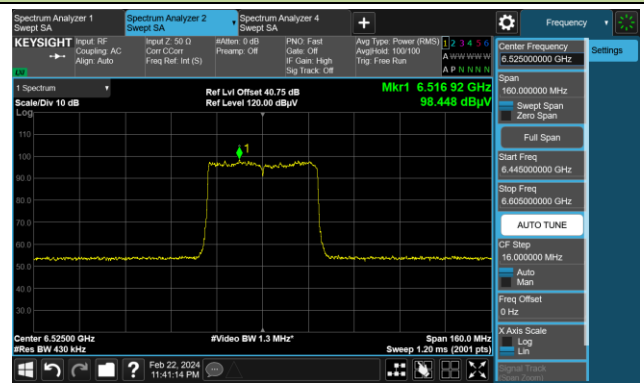 Spectrum Analyzer 1
Swept SA
Spectrum Analyzer 2
Swept SA
Spectrum Analyzer 4
Swept SA
+
Frequency
KEYSIGHT
Input: RF
Coupling: AC
Align: Auto
Input Z: 50 Ω
Corr CCorr
Freq Ref: Int (S)
#Atten: 0 dB
Preamp: Off
PNO: Fast
Gate: Off
IF Gain: High
Sig Track: Off
Avg Type: Power (RMS)
Avg|Hold: 100/100
Trig: Free Run
1 2 3 4 5 6
A W W W W W
A P N N N N
LW
1 Spectrum
Scale/Div 10 dB
Log
Ref Lvl Offset 40.75 dB
Ref Level 120.00 dBµV
Mkr1 6.516 92 GHz
98.448 dBµV
1
110
100
90.0
80.0
70.0
60.0
50.0
40.0
30.0
Center 6.52500 GHz
#Res BW 430 kHz
#Video BW 1.3 MHz*
Span 160.0 MHz
Sweep 1.20 ms (2001 pts)
Center Frequency
6.525000000 GHz
Settings
Span
160.000000 MHz
Swept Span
Zero Span
Full Span
Start Freq
6.445000000 GHz
Stop Freq
6.605000000 GHz
AUTO TUNE
CF Step
16.000000 MHz
Auto
Man
Freq Offset
0 Hz
X Axis Scale
Log
Lin
Signal Track
(Span Zoom)
?
Feb 22, 2024
11:41:14 PM